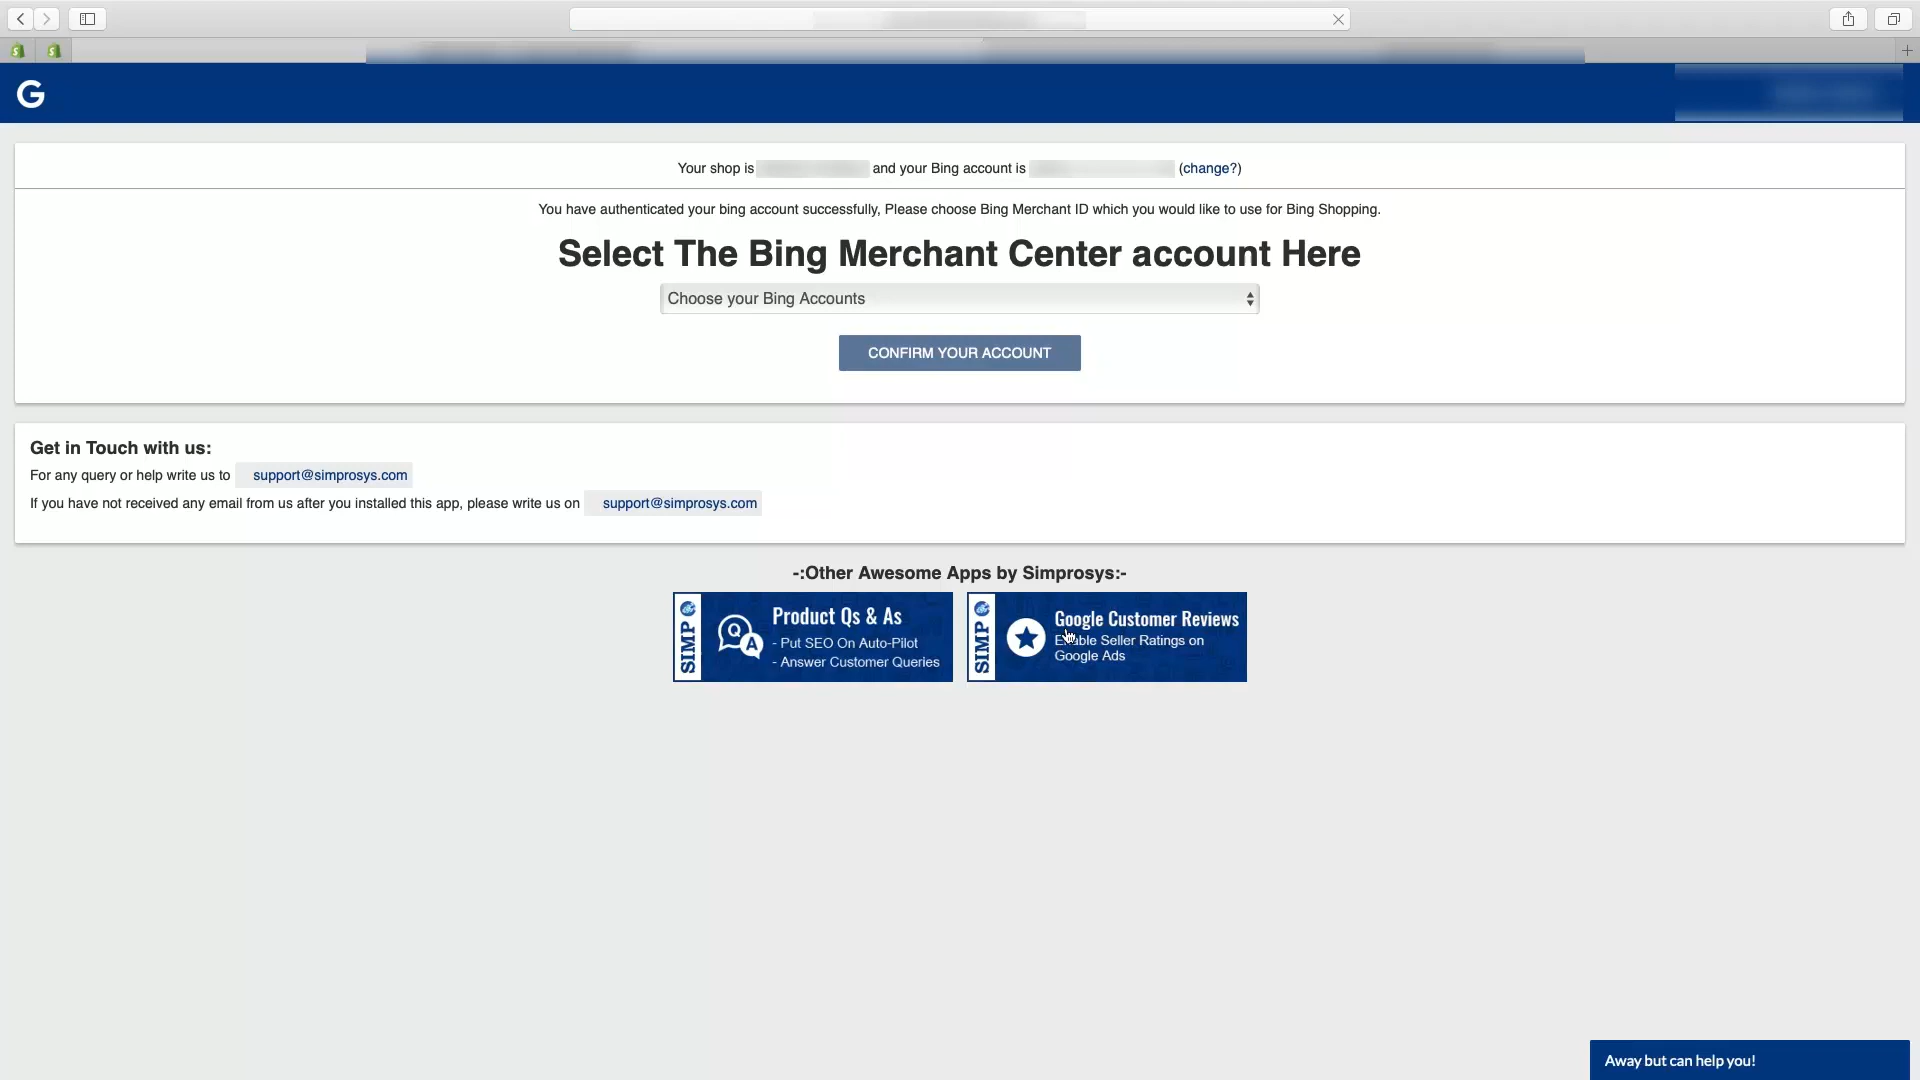 G
Your shop is and your Bing account is (change?)
You have authenticated your bing account successfully, Please choose Bing Merchant ID which you would like to use for Bing Shopping.
Select The Bing Merchant Center account Here
Choose your Bing Accounts
CONFIRM YOUR ACCOUNT
Get in Touch with us:
For any query or help write us to support@simprosys.com
If you have not received any email from us after you installed this app, please write us on support@simprosys.com
-:Other Awesome Apps by Simprosys:-
SIMP
Q A
Product Qs & As
- Put SEO On Auto-Pilot
- Answer Customer Queries
SIMP
Google Customer Reviews
Enable Seller Ratings on
Google Ads
Away but can help you!